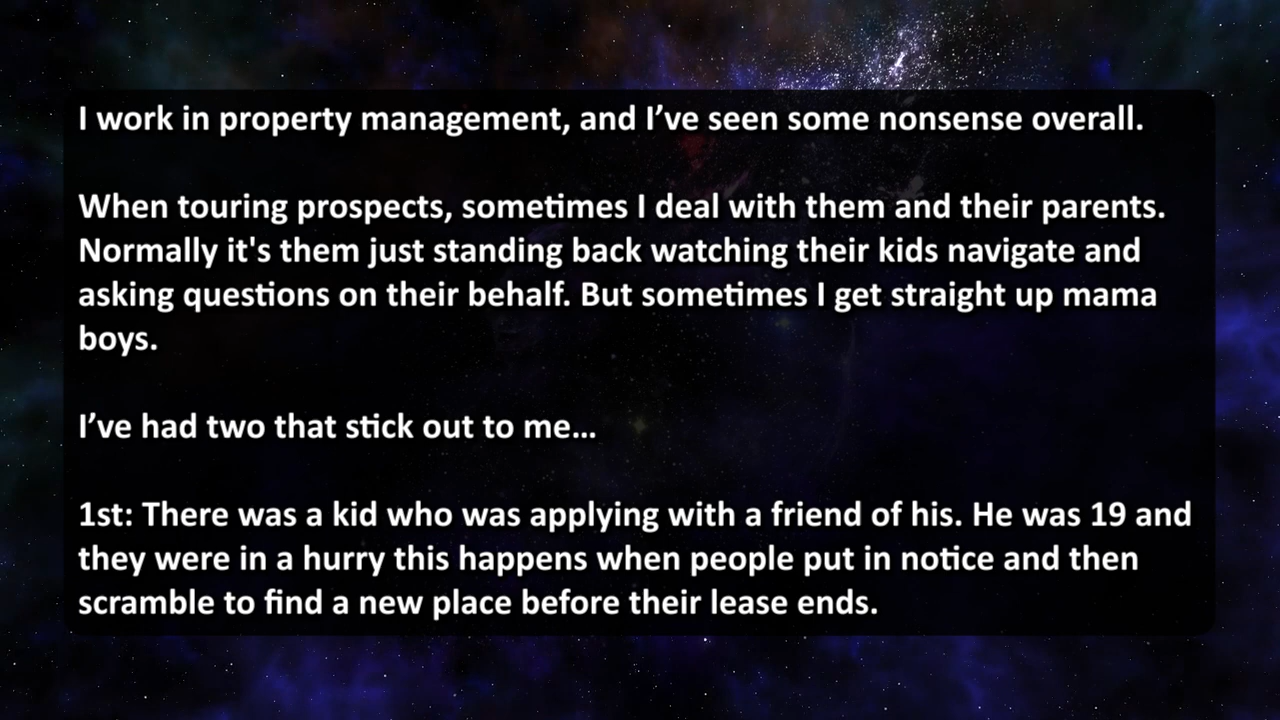 I work in property management, and I’ve seen some nonsense overall.
When touring prospects, sometimes I deal with them and their parents.
Normally it's them just standing back watching their kids navigate and
asking questions on their behalf. But sometimes I get straight up mama
boys.
I’ve had two that stick out to me...
1st: There was a kid who was applying with a friend of his. He was 19 and
they were in a hurry this happens when people put in notice and then
scramble to find a new place before their lease ends.